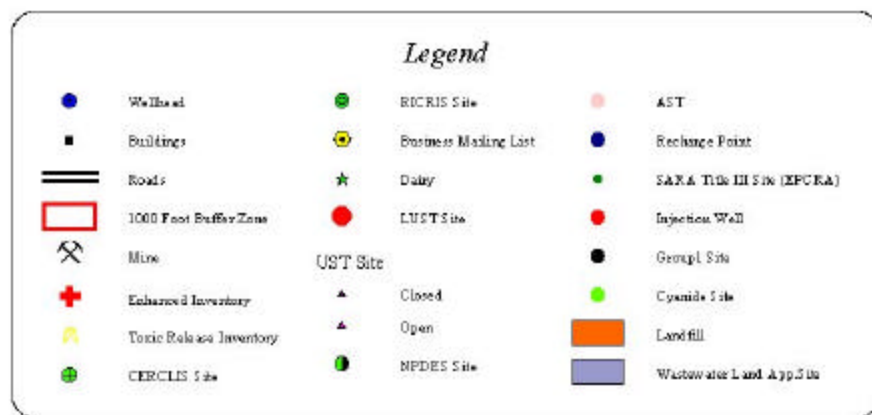 Legend
Wellhead
Buildings
Roads
1000 Foot Buffer Zone
Mine
Enhanced Inventory
Toxic Release Inventory
CERCLIS Site
RICRIS Site
Business Mailing List
Dairy
LUST Site
UST Site
Closed
Open
NPDES Site
AST
Recharge Point
SARA Title III Site (EPCRA)
Injection Well
Group1 Site
Cyanide Site
Landfill
Wastewater Land App.Site